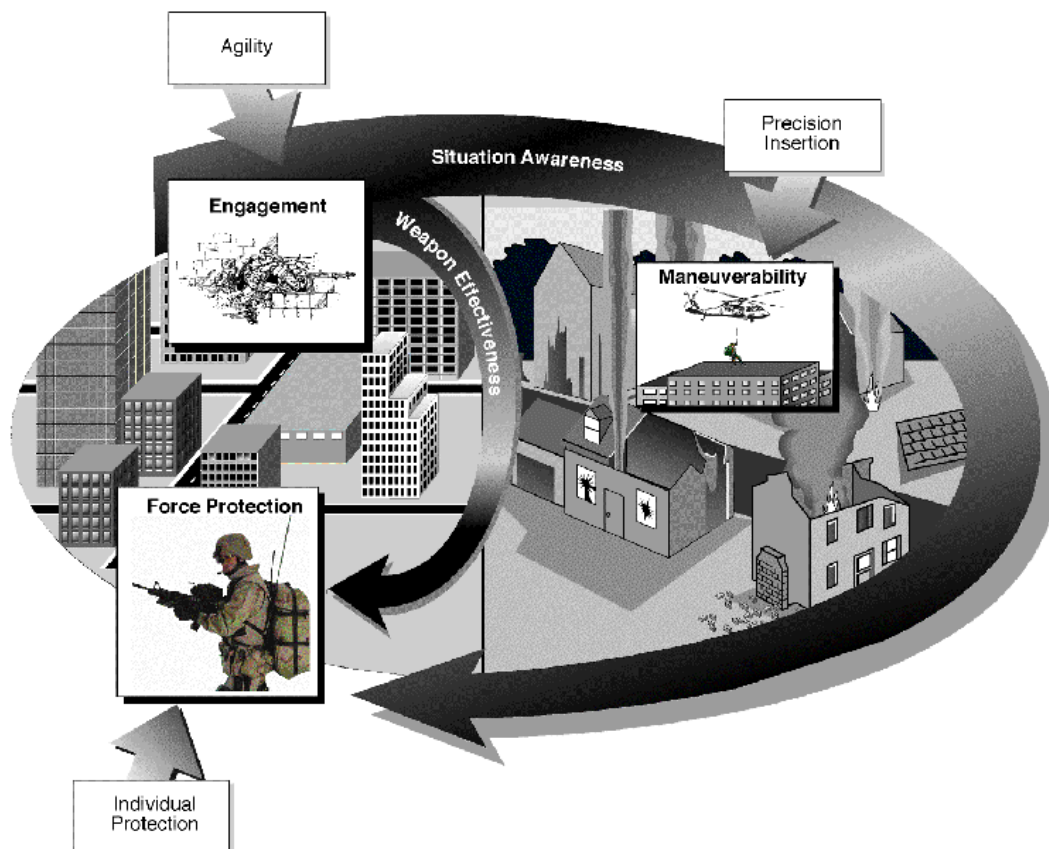 Agility
Precision
Insertion
Situation Awareness
Engagement
Weapon Effectiveness
Maneuverability
Force Protection
Individual
Protection